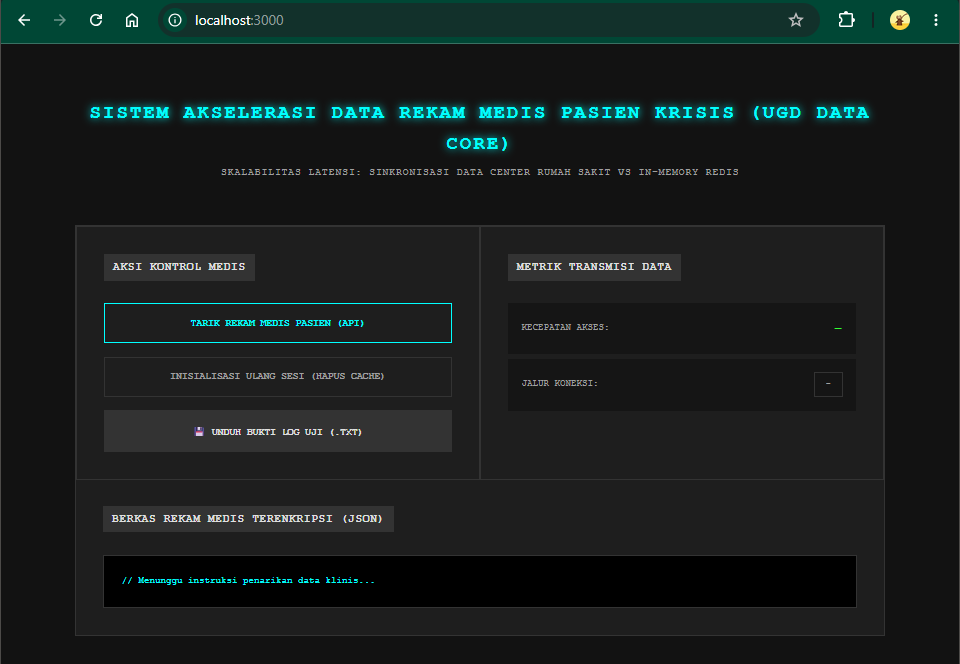 localhost:3000
SISTEM AKSELERASI DATA REKAM MEDIS PASIEN KRISIS (UGD DATA
CORE)
SKALABILITAS LATENSI: SINKRONISASI DATA CENTER RUMAH SAKIT VS IN-MEMORY REDIS
AKSI KONTROL MEDIS
TARIK REKAM MEDIS PASIEN (API)
INISIALISASI ULANG SESI (HAPUS CACHE)
💾 UNDUH BUKTI LOG UJI (.TXT)
METRIK TRANSMISI DATA
KECEPATAN AKSES: —
JALUR KONEKSI: -
BERKAS REKAM MEDIS TERENKRIPSI (JSON)
// Menunggu instruksi penarikan data klinis...